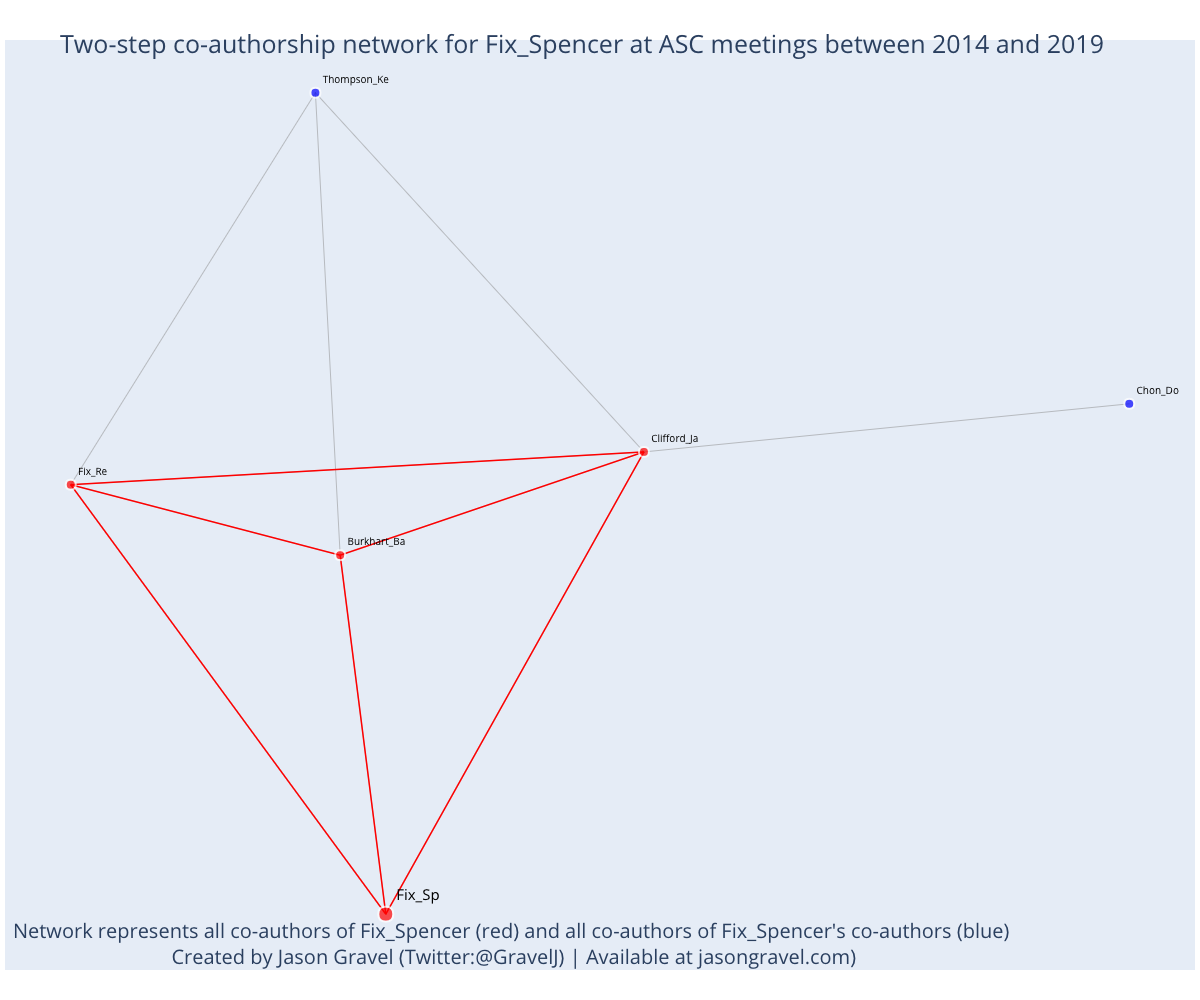 Two-step co-authorship network for Fix_Spencer at ASC meetings between 2014 and 2019
Thompson_Ke
Chon_Do
Clifford_Ja
Fix_Re
Burkhart_Ba
Fix_Sp
Network represents all co-authors of Fix_Spencer (red) and all co-authors of Fix_Spencer's co-authors (blue)
Created by Jason Gravel (Twitter:@GravelJ) | Available at jasongravel.com)